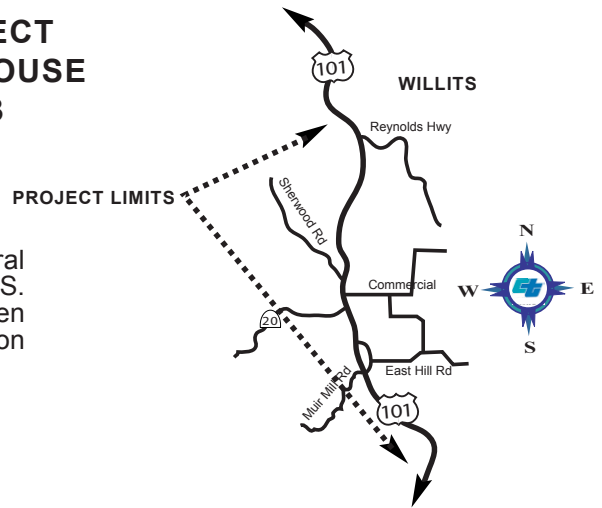 ECT
OUSE
101
WILLITS
Reynolds Hwy
PROJECT LIMITS
Sherwood Rd
ral
S.
en
on
Commercial
N
W
E
S
20
East Hill Rd
Muir Mill Rd
101